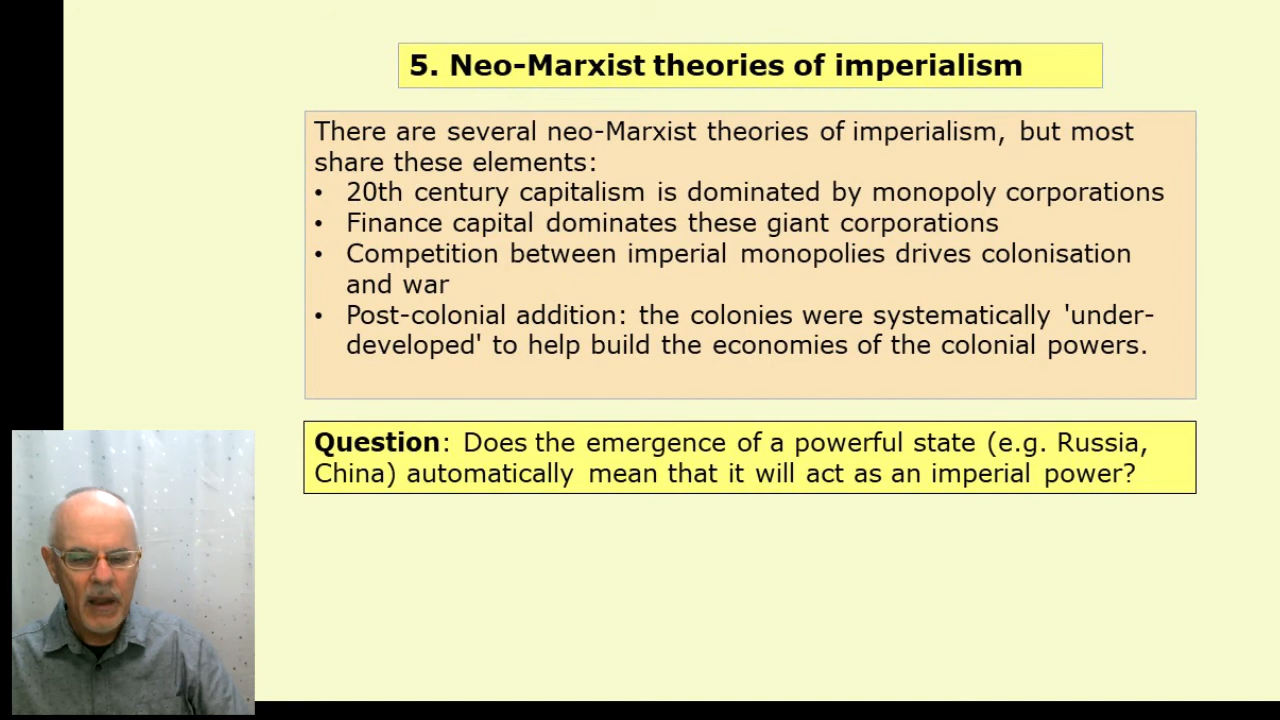 5. Neo-Marxist theories of imperialism
There are several neo-Marxist theories of imperialism, but most
share these elements:
• 20th century capitalism is dominated by monopoly corporations
• Finance capital dominates these giant corporations
• Competition between imperial monopolies drives colonisation
and war
• Post-colonial addition: the colonies were systematically 'under-
developed' to help build the economies of the colonial powers.
Question: Does the emergence of a powerful state (e.g. Russia,
China) automatically mean that it will act as an imperial power?